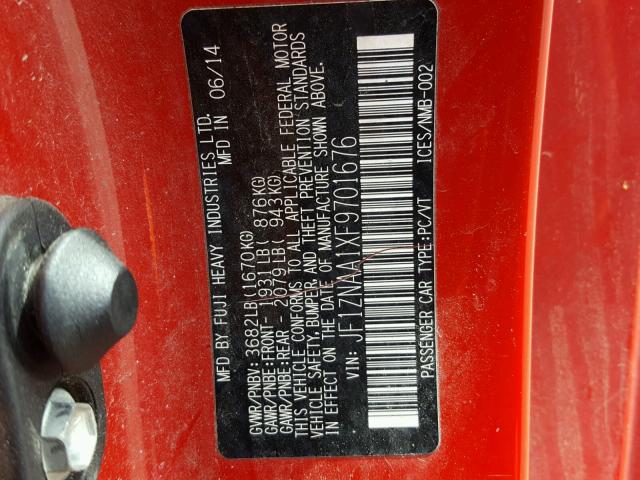 MFD BY: FUJI HEAVY INDUSTRIES LTD.
MFD IN 06/14
GVWR/PNBV: 3682LB(1670KG)
GAWR/PNBE:FRONT- 1931LB( 876KG)
GAWR/PNBE:REAR - 2079LB( 943KG)
THIS VEHICLE CONFORMS TO ALL APPLICABLE FEDERAL MOTOR
VEHICLE SAFETY,BUMPER,AND THEFT PREVENTION STANDARDS
IN EFFECT ON THE DATE OF MANUFACTURE SHOWN ABOVE.
VIN: JF1ZNAA1XF9701676
PASSENGER CAR TYPE:PC/VT ICES/NMB-002